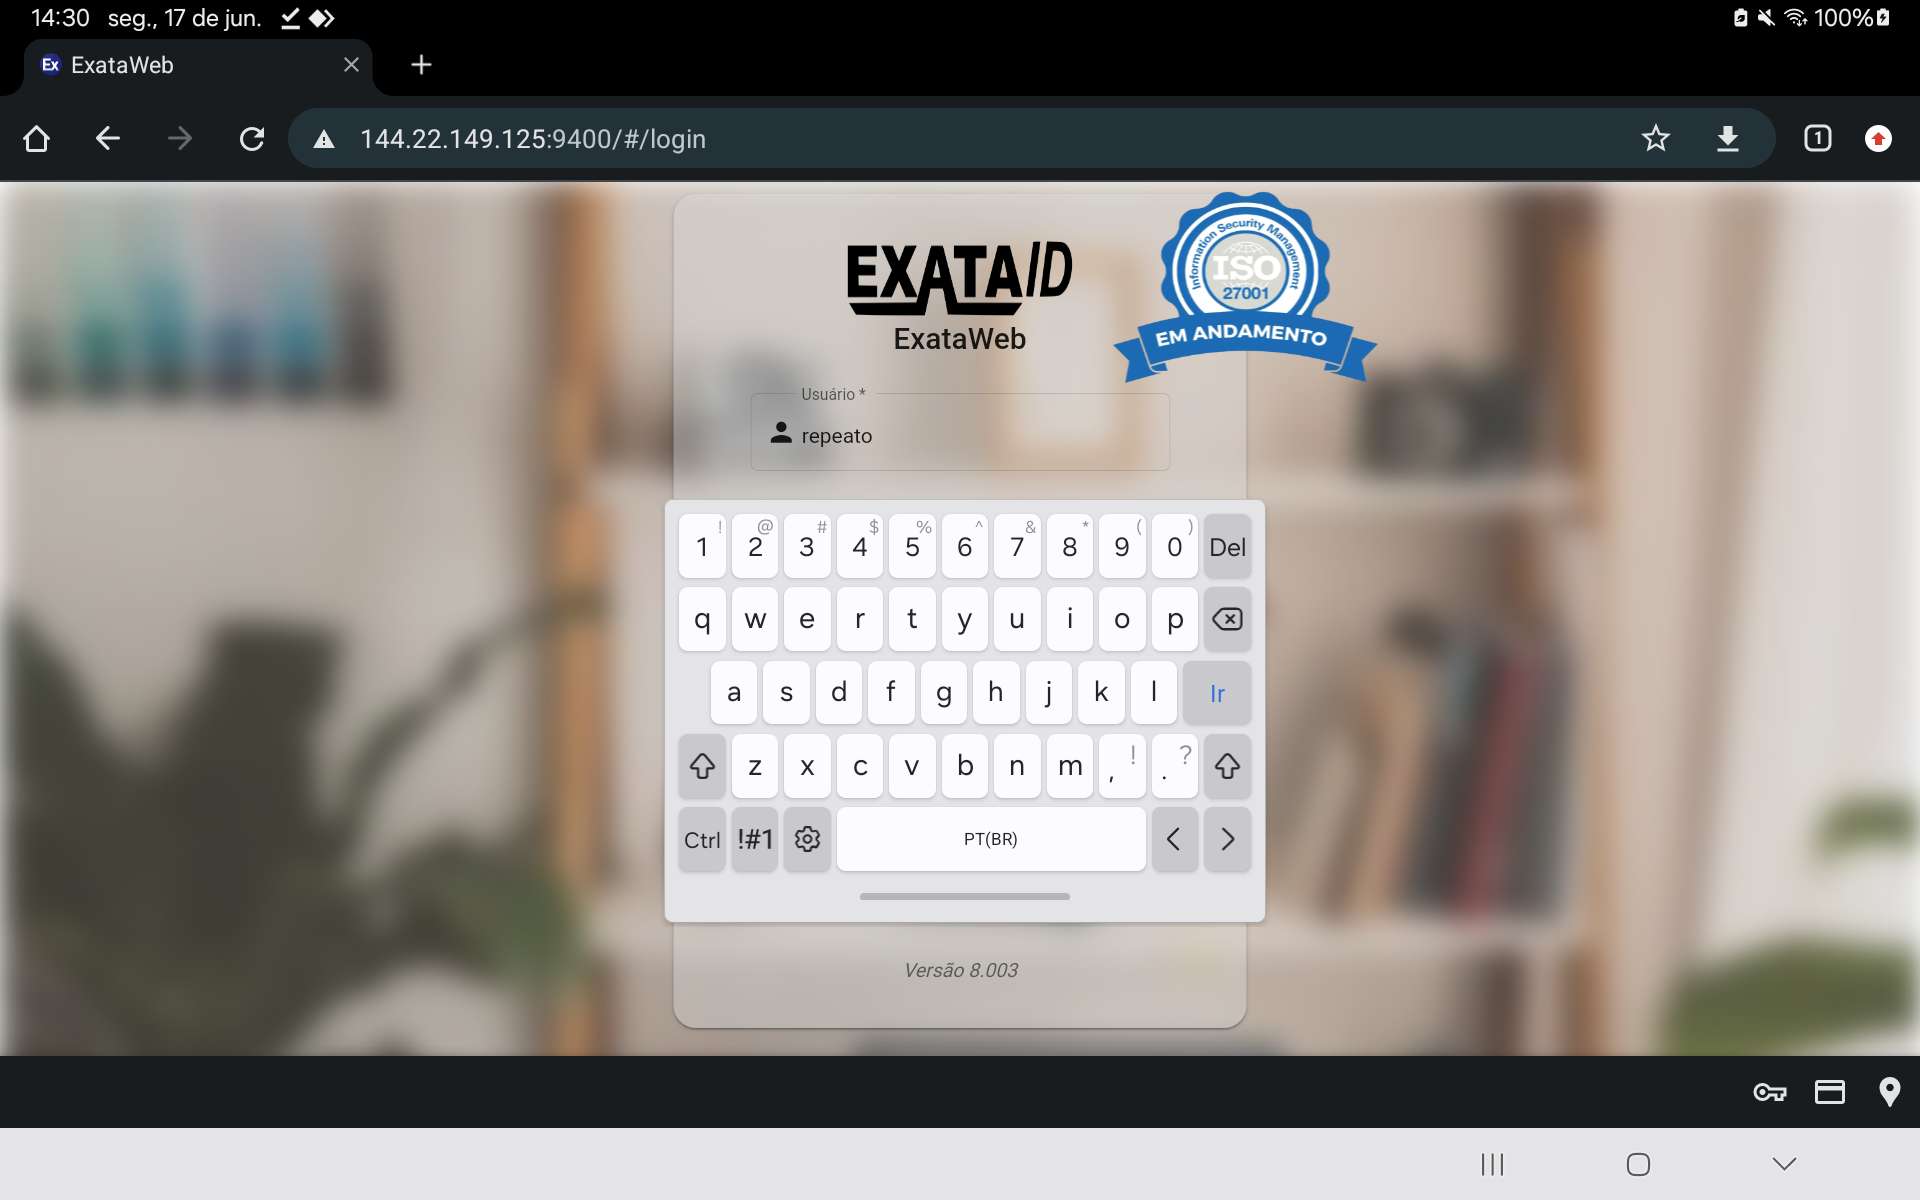 14:30 seg., 17 de jun. 100%
Ex ExataWeb
144.22.149.125:9400/#/login
1
EXATAID
ExataWeb
Information Security Management
ISO
27001
EM ANDAMENTO
Usuário *
repeato
! @ # $ % ^ & * ( )
1 2 3 4 5 6 7 8 9 0 Del
q w e r t y u i o p
a s d f g h j k l Ir
z x c v b n m , ! . ?
Ctrl !#1 PT(BR) < >
Versão 8.003